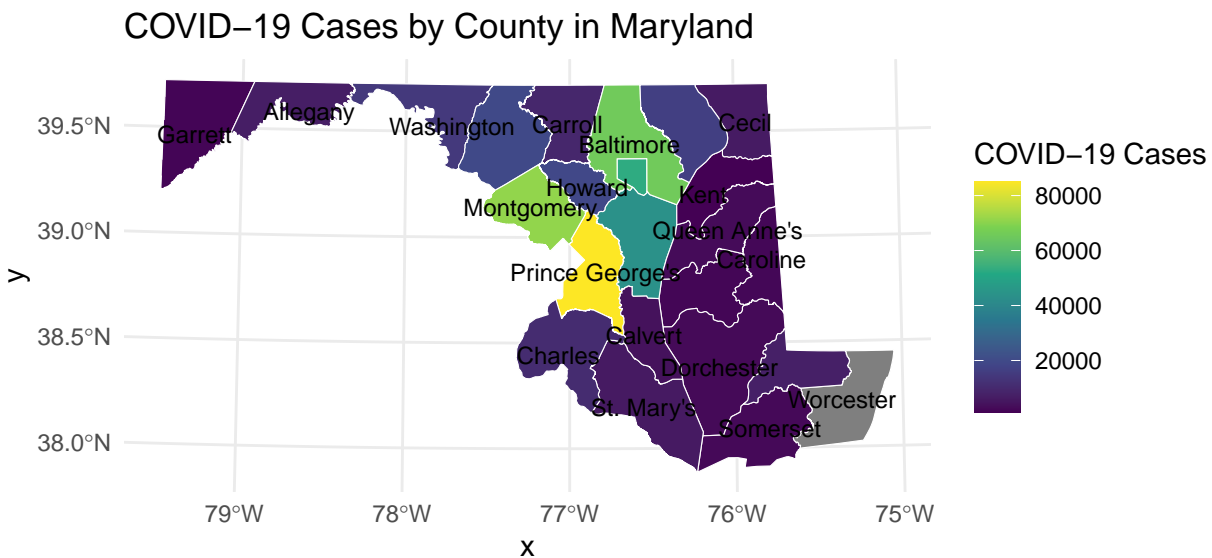 COVID−19 Cases by County in Maryland
Garrett
Allegany
Washington
Carroll
Cecil
Baltimore
Howard
Kent
Montgomery
Queen Anne's
Caroline
Prince George's
Calvert
Charles
Dorchester
St. Mary's
Worcester
Somerset
39.5°N
39.0°N
38.5°N
38.0°N
y
79°W
78°W
77°W
76°W
75°W
x
COVID−19 Cases
80000
60000
40000
20000